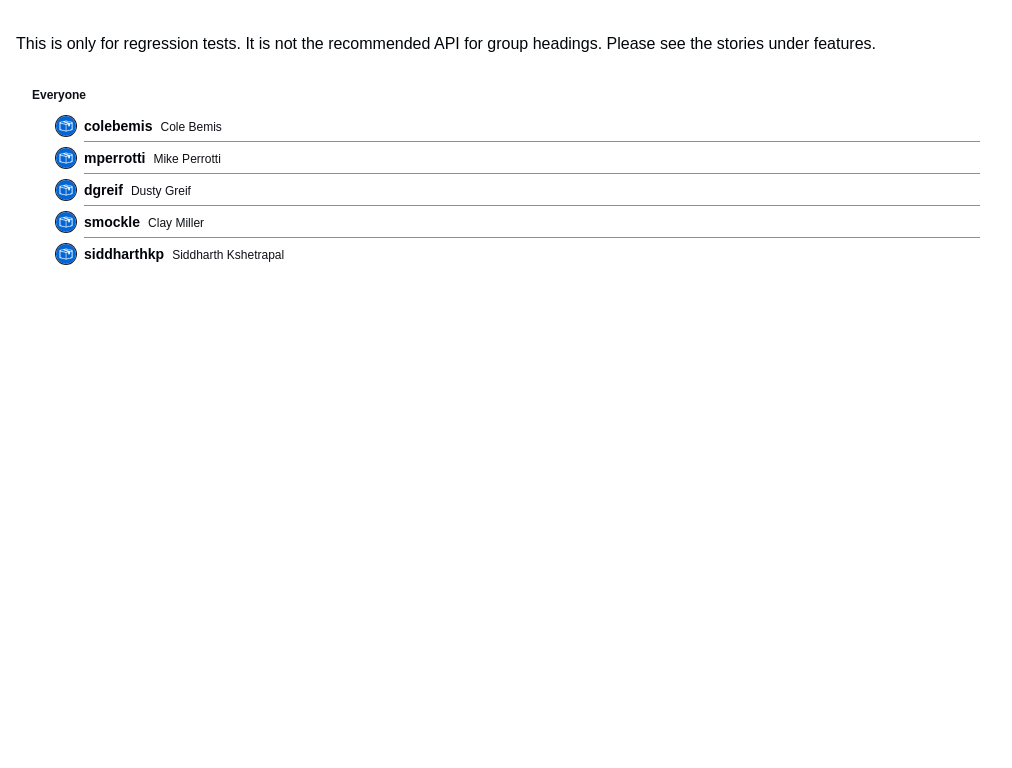 This is only for regression tests. It is not the recommended API for group headings. Please see the stories under features.
Everyone
colebemis Cole Bemis
mperrotti Mike Perrotti
dgreif Dusty Greif
smockle Clay Miller
siddharthkp Siddharth Kshetrapal